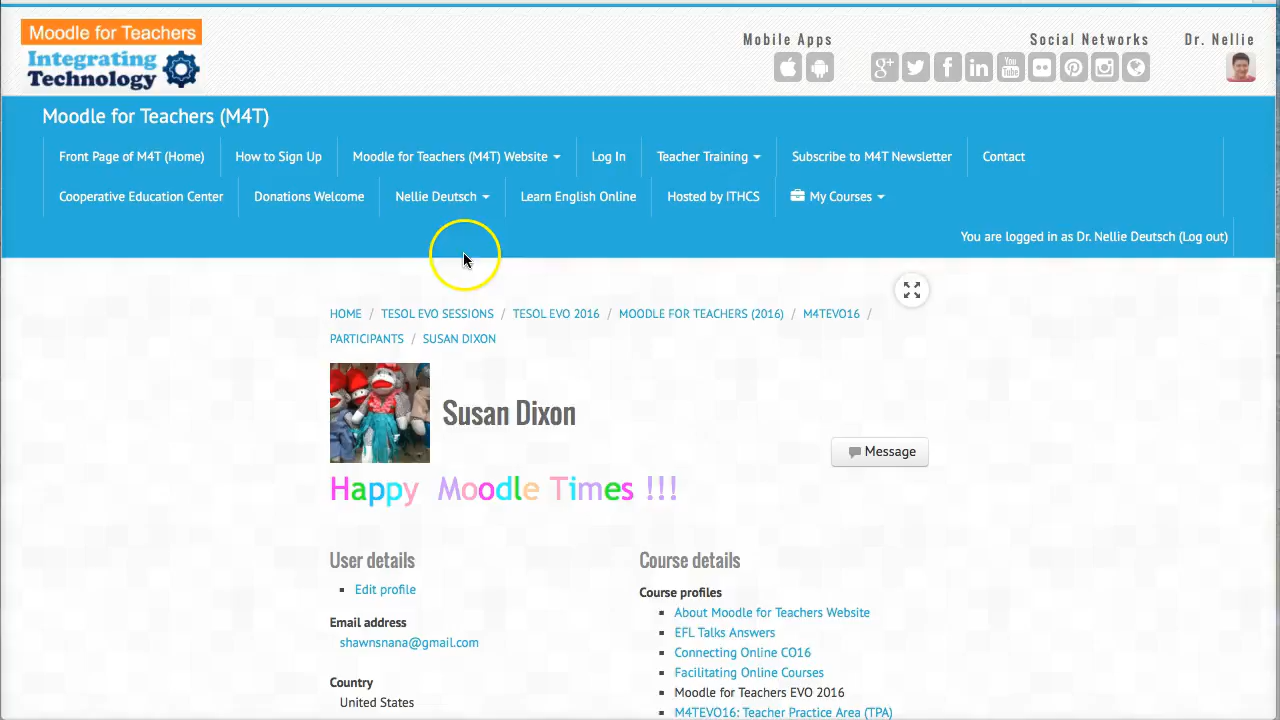 Moodle for Teachers
Integrating
Technology
Mobile Apps
Social Networks
Dr. Nellie
g+
f
in
You
Moodle for Teachers (M4T)
Front Page of M4T (Home)
How to Sign Up
Moodle for Teachers (M4T) Website
Log In
Teacher Training
Subscribe to M4T Newsletter
Contact
Cooperative Education Center
Donations Welcome
Nellie Deutsch
Learn English Online
Hosted by ITHCS
My Courses
You are logged in as Dr. Nellie Deutsch (Log out)
HOME / TESOL EVO SESSIONS / TESOL EVO 2016 / MOODLE FOR TEACHERS (2016) / M4TEVO16 /
PARTICIPANTS / SUSAN DIXON
Susan Dixon
Message
Happy Moodle Times !!!
User details
Edit profile
Email address
shawnsnana@gmail.com
Country
United States
Course details
Course profiles
About Moodle for Teachers Website
EFL Talks Answers
Connecting Online CO16
Facilitating Online Courses
Moodle for Teachers EVO 2016
M4TEVO16: Teacher Practice Area (TPA)